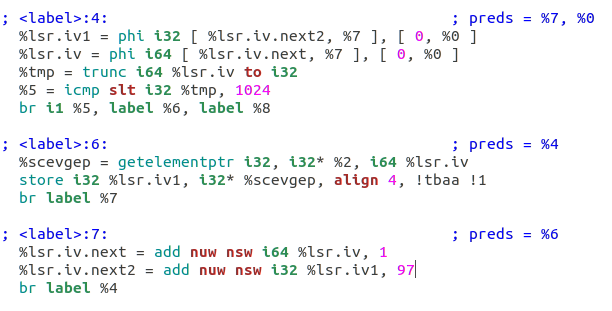 ; <label>:4:                                      ; preds = %7, %0
  %lsr.iv1 = phi i32 [ %lsr.iv.next2, %7 ], [ 0, %0 ]
  %lsr.iv = phi i64 [ %lsr.iv.next, %7 ], [ 0, %0 ]
  %tmp = trunc i64 %lsr.iv to i32
  %5 = icmp slt i32 %tmp, 1024
  br i1 %5, label %6, label %8

; <label>:6:                                      ; preds = %4
  %scevgep = getelementptr i32, i32* %2, i64 %lsr.iv
  store i32 %lsr.iv1, i32* %scevgep, align 4, !tbaa !1
  br label %7

; <label>:7:                                      ; preds = %6
  %lsr.iv.next = add nuw nsw i64 %lsr.iv, 1
  %lsr.iv.next2 = add nuw nsw i32 %lsr.iv1, 97
  br label %4